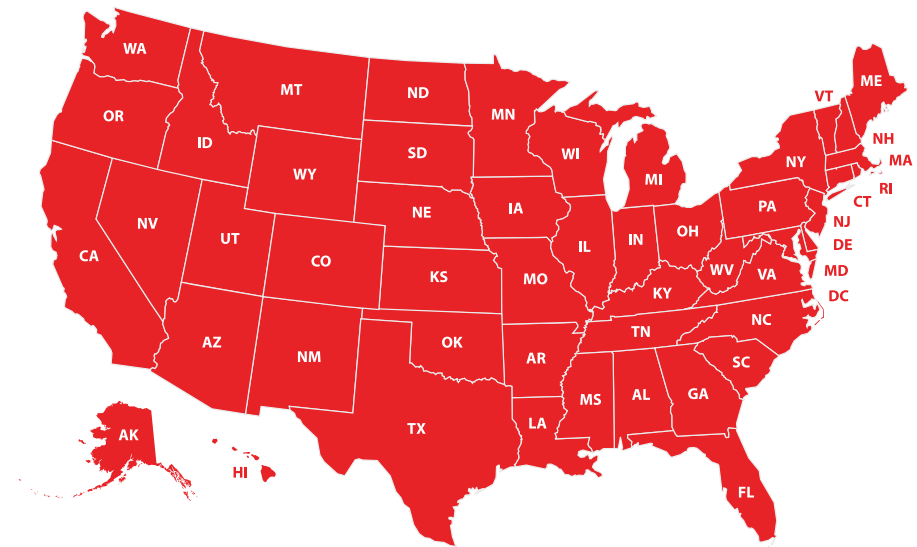 WA
MT
ND
MN
ME
VT
OR
ID
SD
WI
NH
MA
NY
RI
WY
MI
CT
NE
IA
PA
NJ
NV
UT
IL
IN
OH
DE
CA
CO
KS
MO
WV
VA
MD
KY
DC
AZ
NM
OK
TN
NC
AR
SC
TX
LA
MS
AL
GA
AK
HI
FL